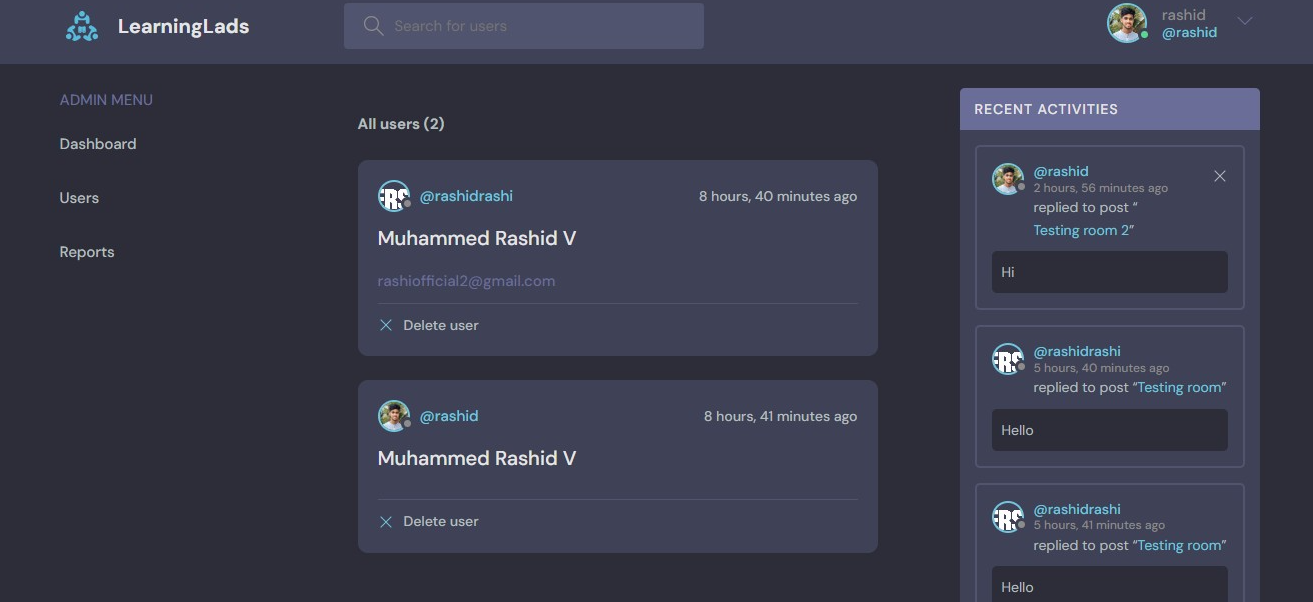 LearningLads
Search for users
rashid
@rashid
ADMIN MENU
Dashboard
Users
Reports
All users (2)
@rashidrashi
8 hours, 40 minutes ago
Muhammed Rashid V
rashiofficial2@gmail.com
Delete user
@rashid
8 hours, 41 minutes ago
Muhammed Rashid V
Delete user
RECENT ACTIVITIES
@rashid
2 hours, 56 minutes ago
replied to post “
Testing room 2”
Hi
@rashidrashi
5 hours, 40 minutes ago
replied to post “Testing room”
Hello
@rashidrashi
5 hours, 41 minutes ago
replied to post “Testing room”
Hello